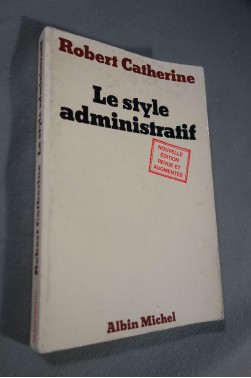 Robert Catherine
Le style
administratif
NOUVELLE
ÉDITION
REVUE ET
AUGMENTÉE
Albin Michel
Robert Catherine Le style administratif